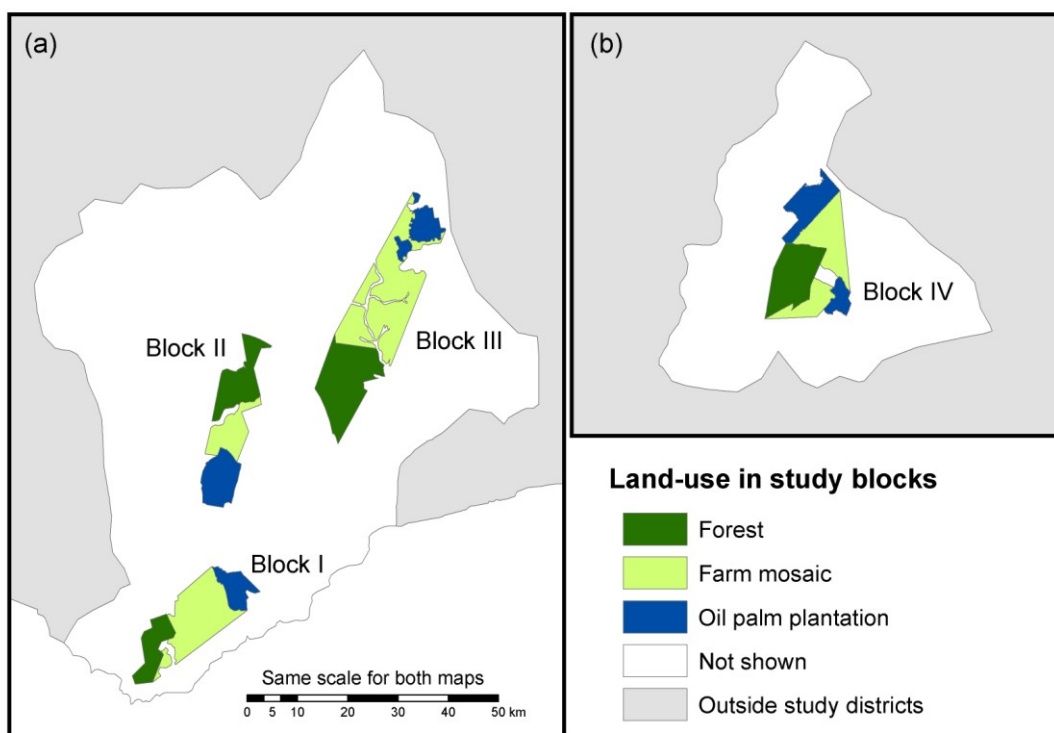 (a)
Block II
Block III
Block I
Same scale for both maps
0 5 10 20 30 40 50 km
(b)
Block IV
Land-use in study blocks
Forest
Farm mosaic
Oil palm plantation
Not shown
Outside study districts